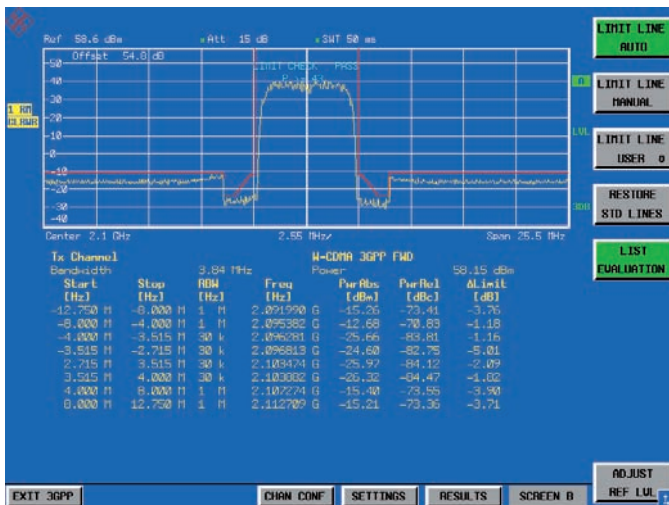 Ref 58.6 dBm
Att 15 dB
SWT 50 ms
Offset 54.8 dB
LIMIT CHECK PASS
50
40
30
20
10
0
-10
-20
-30
-40
1 RM
CLRWR
A
LVL
3DB
Center 2.1 GHz
2.55 MHz/
Span 25.5 MHz
Tx Channel
W-CDMA 3GPP FWD
Bandwidth 3.84 MHz Power 58.15 dBm
Start Stop RBW Freq PwrAbs PwrRel ΔLimit
[Hz] [Hz] [Hz] [Hz] [dBm] [dBc] [dB]
-12.750 M -8.000 M 1 M 2.091990 G -15.26 -73.41 -3.76
-8.000 M -4.000 M 1 M 2.095382 G -12.68 -70.83 -1.18
-4.000 M -3.515 M 30 k 2.096281 G -25.66 -83.81 -1.16
-3.515 M -2.715 M 30 k 2.096813 G -24.60 -82.75 -5.01
2.715 M 3.515 M 30 k 2.103474 G -25.97 -84.12 -2.09
3.515 M 4.000 M 30 k 2.103882 G -26.32 -84.47 -1.82
4.000 M 8.000 M 1 M 2.107274 G -15.40 -73.55 -3.90
8.000 M 12.750 M 1 M 2.112709 G -15.21 -73.36 -3.71
LIMIT LINE
AUTO
LIMIT LINE
MANUAL
LIMIT LINE
USER
RESTORE
STD LINES
LIST
EVALUATION
ADJUST
REF LVL
EXIT 3GPP
CHAN CONF
SETTINGS
RESULTS
SCREEN B